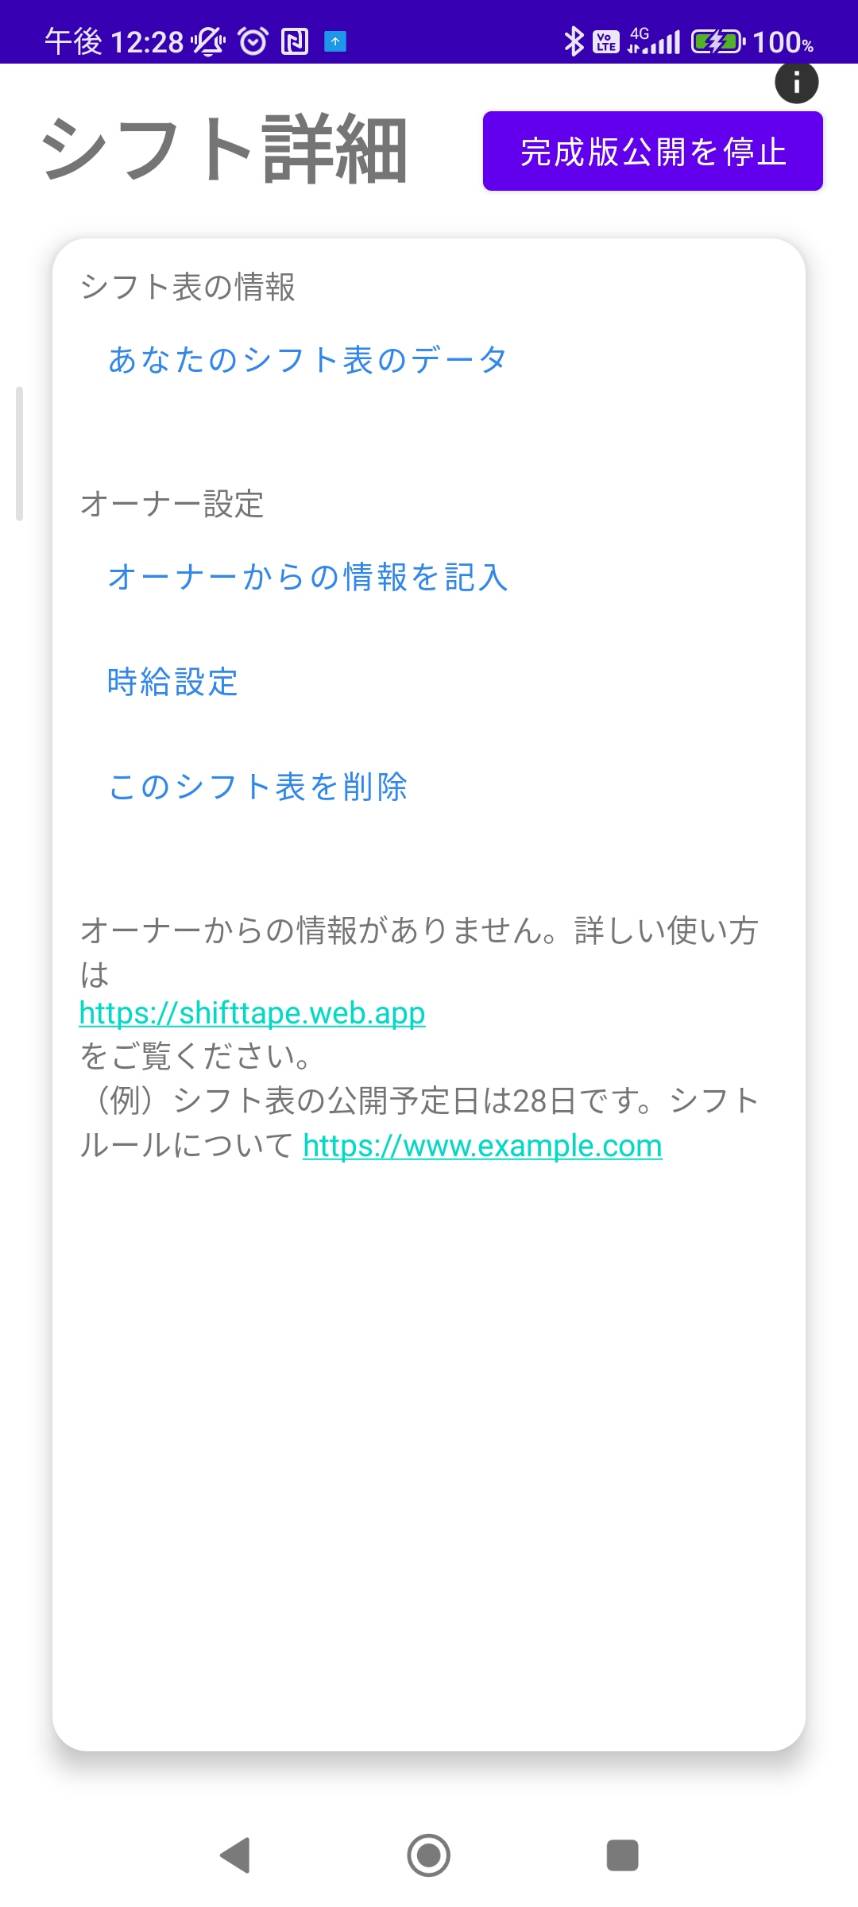 午後 12:28
Vo LTE 4G 100%
シフト詳細
完成版公開を停止
シフト表の情報
あなたのシフト表のデータ
オーナー設定
オーナーからの情報を記入
時給設定
このシフト表を削除
オーナーからの情報がありません。詳しい使い方
は
https://shifttape.web.app
をご覧ください。
（例）シフト表の公開予定日は28日です。シフト
ルールについて https://www.example.com